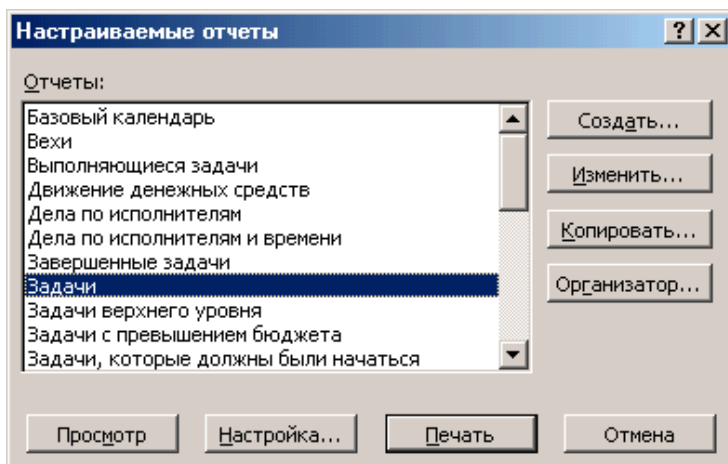 Настраиваемые отчеты
Отчеты:
Базовый календарь
Вехи
Выполняющиеся задачи
Движение денежных средств
Дела по исполнителям
Дела по исполнителям и времени
Завершенные задачи
Задачи
Задачи верхнего уровня
Задачи с превышением бюджета
Задачи, которые должны были начаться
Создать...
Изменить...
Копировать...
Организатор...
Просмотр
Настройка...
Печать
Отмена